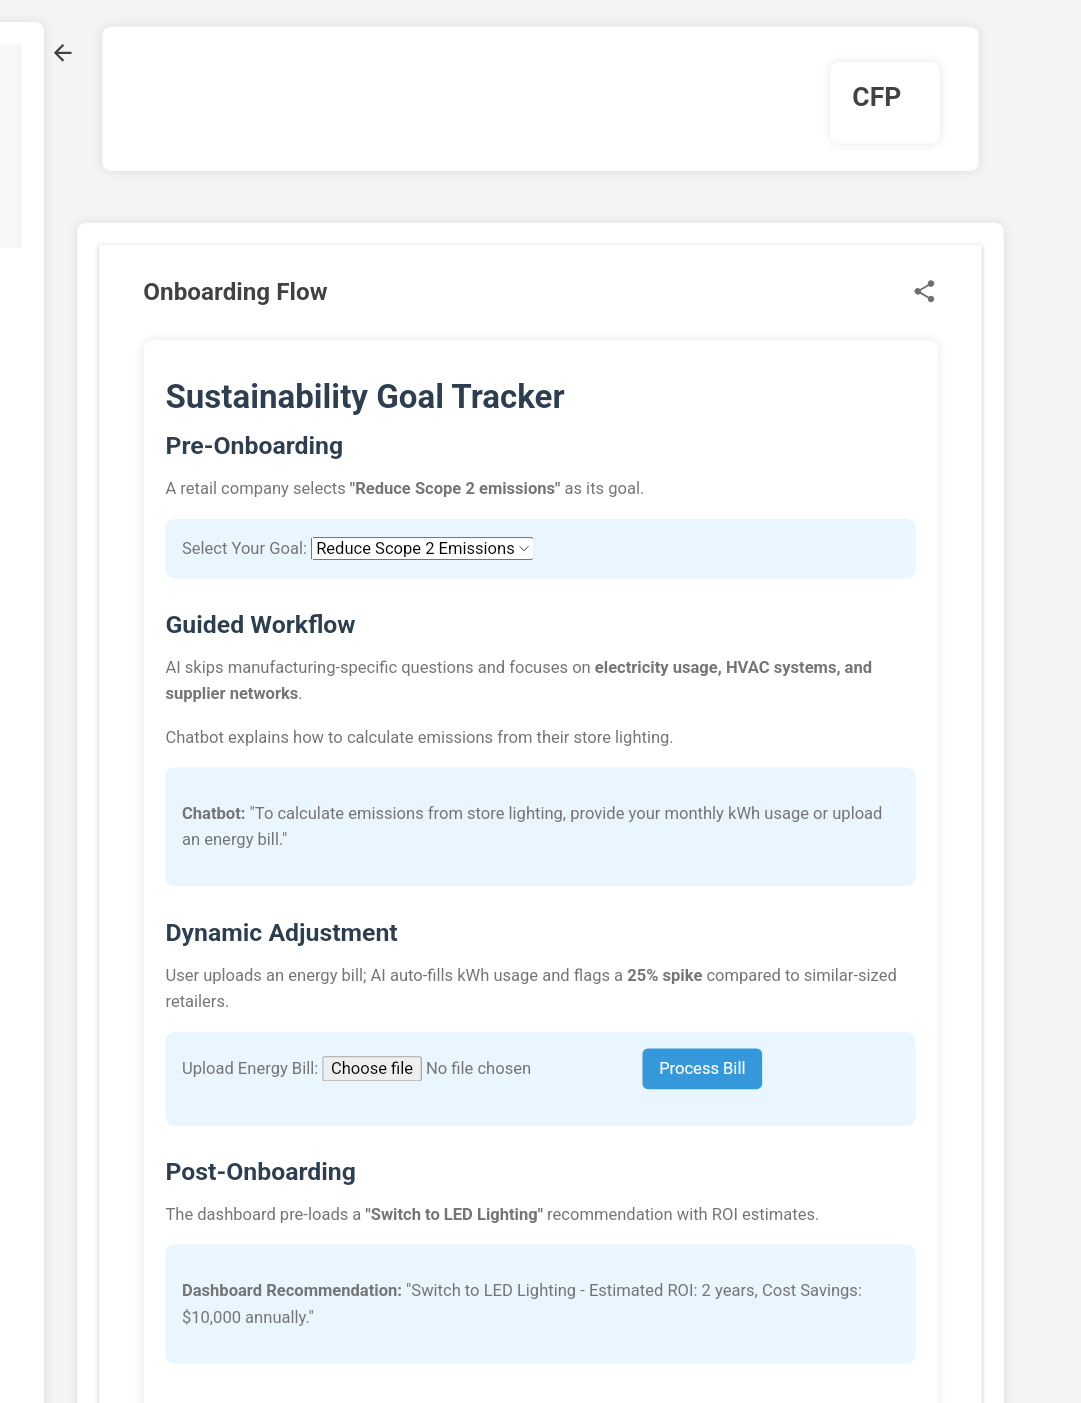 CFP
Onboarding Flow
Sustainability Goal Tracker
Pre-Onboarding
A retail company selects "Reduce Scope 2 emissions" as its goal.
Select Your Goal: Reduce Scope 2 Emissions
Guided Workflow
AI skips manufacturing-specific questions and focuses on electricity usage, HVAC systems, and
supplier networks.
Chatbot explains how to calculate emissions from their store lighting.
Chatbot: "To calculate emissions from store lighting, provide your monthly kWh usage or upload
an energy bill."
Dynamic Adjustment
User uploads an energy bill; AI auto-fills kWh usage and flags a 25% spike compared to similar-sized
retailers.
Upload Energy Bill: Choose file No file chosen Process Bill
Post-Onboarding
The dashboard pre-loads a "Switch to LED Lighting" recommendation with ROI estimates.
Dashboard Recommendation: "Switch to LED Lighting - Estimated ROI: 2 years, Cost Savings:
$10,000 annually."